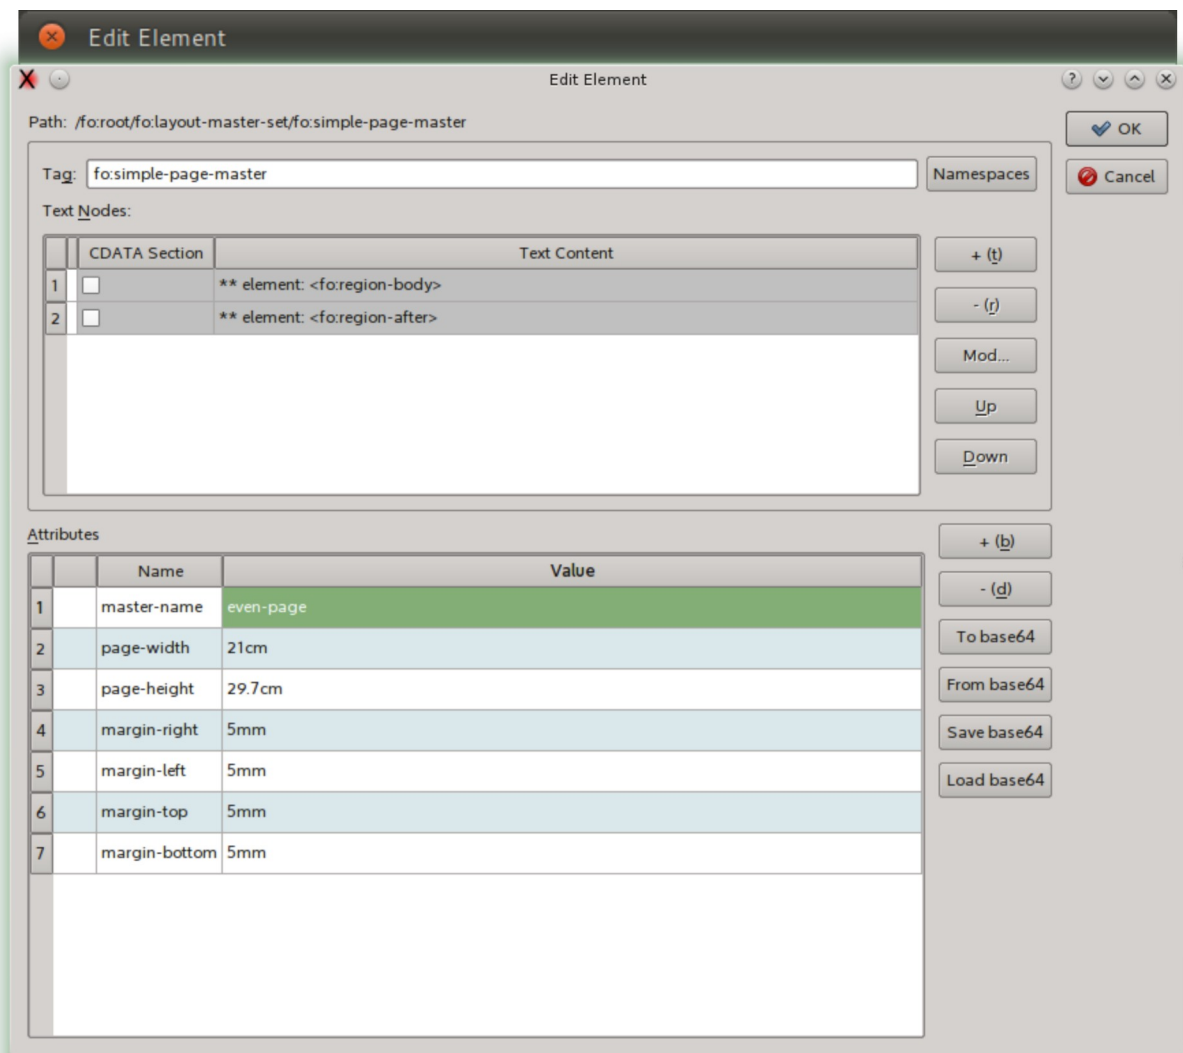 Edit Element
Edit Element
Path: /fo:root/fo:layout-master-set/fo:simple-page-master
OK
Tag: fo:simple-page-master Namespaces
Cancel
Text Nodes:
CDATA Section Text Content
+ (t)
1 ** element: <fo:region-body>
2 ** element: <fo:region-after>
- (r)
Mod...
Up
Down
Attributes
+ (b)
Name Value
1 master-name even-page
- (d)
2 page-width 21cm
To base64
3 page-height 29.7cm
From base64
4 margin-right 5mm
Save base64
5 margin-left 5mm
Load base64
6 margin-top 5mm
7 margin-bottom 5mm